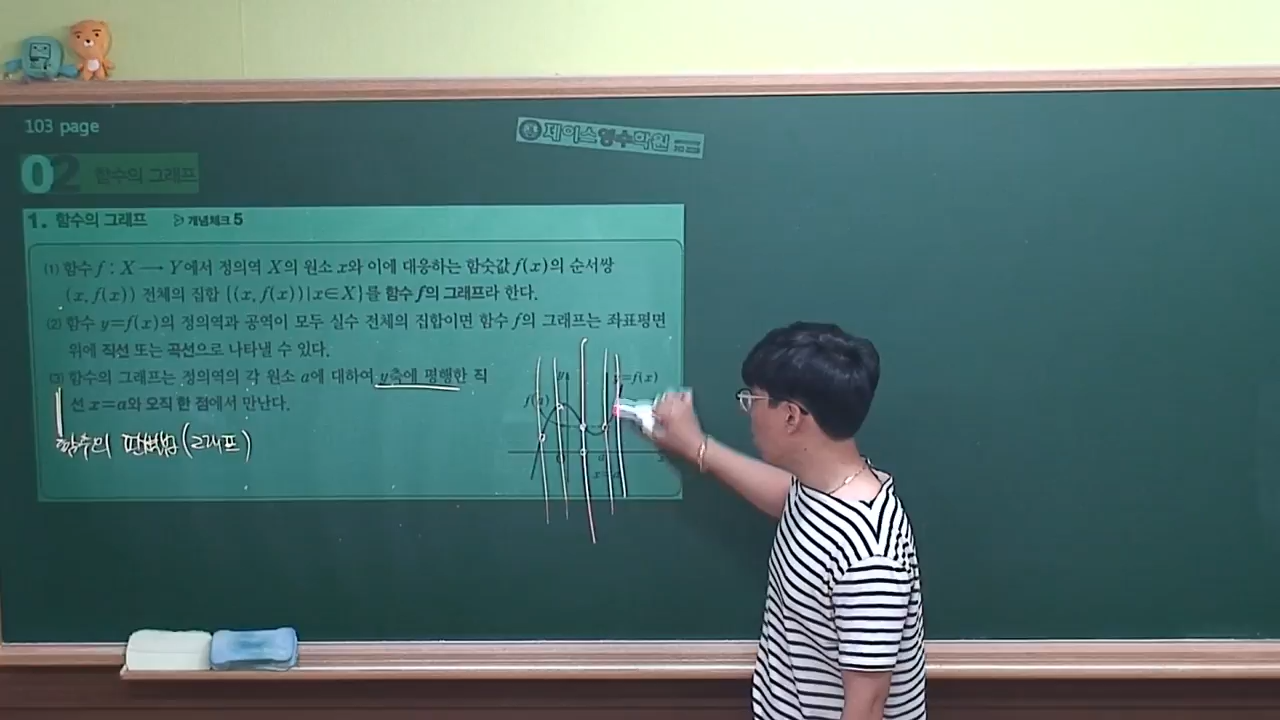 103 page
제이스영수학원
02 함수의 그래프
1. 함수의 그래프 ▷ 개념체크 5
(1) 함수 f : X ─→ Y에서 정의역 X의 원소 x와 이에 대응하는 함숫값 f(x)의 순서쌍
(x, f(x)) 전체의 집합 {(x, f(x))|x∈X}를 함수 f의 그래프라 한다.
(2) 함수 y=f(x)의 정의역과 공역이 모두 실수 전체의 집합이면 함수 f의 그래프는 좌표평면
위에 직선 또는 곡선으로 나타낼 수 있다.
(3) 함수의 그래프는 정의역의 각 원소 a에 대하여 y축에 평행한 직
선 x=a와 오직 한 점에서 만난다.
함수의 판별법(그래프)
y
y=f(x)
f(a)
a
x